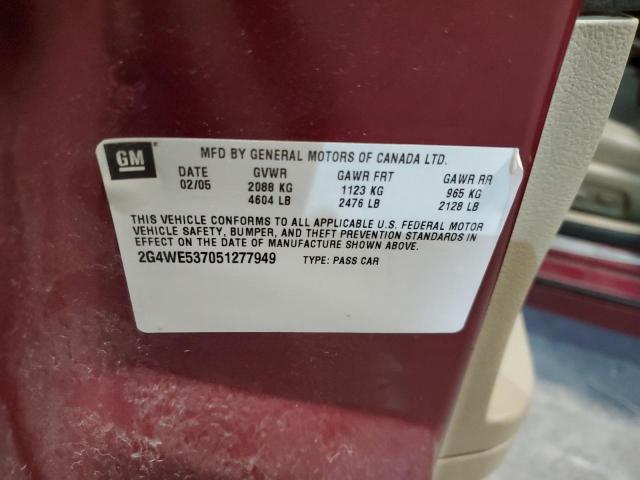 GM
MFD BY GENERAL MOTORS OF CANADA LTD.
DATE GVWR GAWR FRT GAWR RR
02/05 2088 KG 1123 KG 965 KG
4604 LB 2476 LB 2128 LB
THIS VEHICLE CONFORMS TO ALL APPLICABLE U.S. FEDERAL MOTOR
VEHICLE SAFETY, BUMPER, AND THEFT PREVENTION STANDARDS IN
EFFECT ON THE DATE OF MANUFACTURE SHOWN ABOVE.
2G4WE537051277949 TYPE: PASS CAR